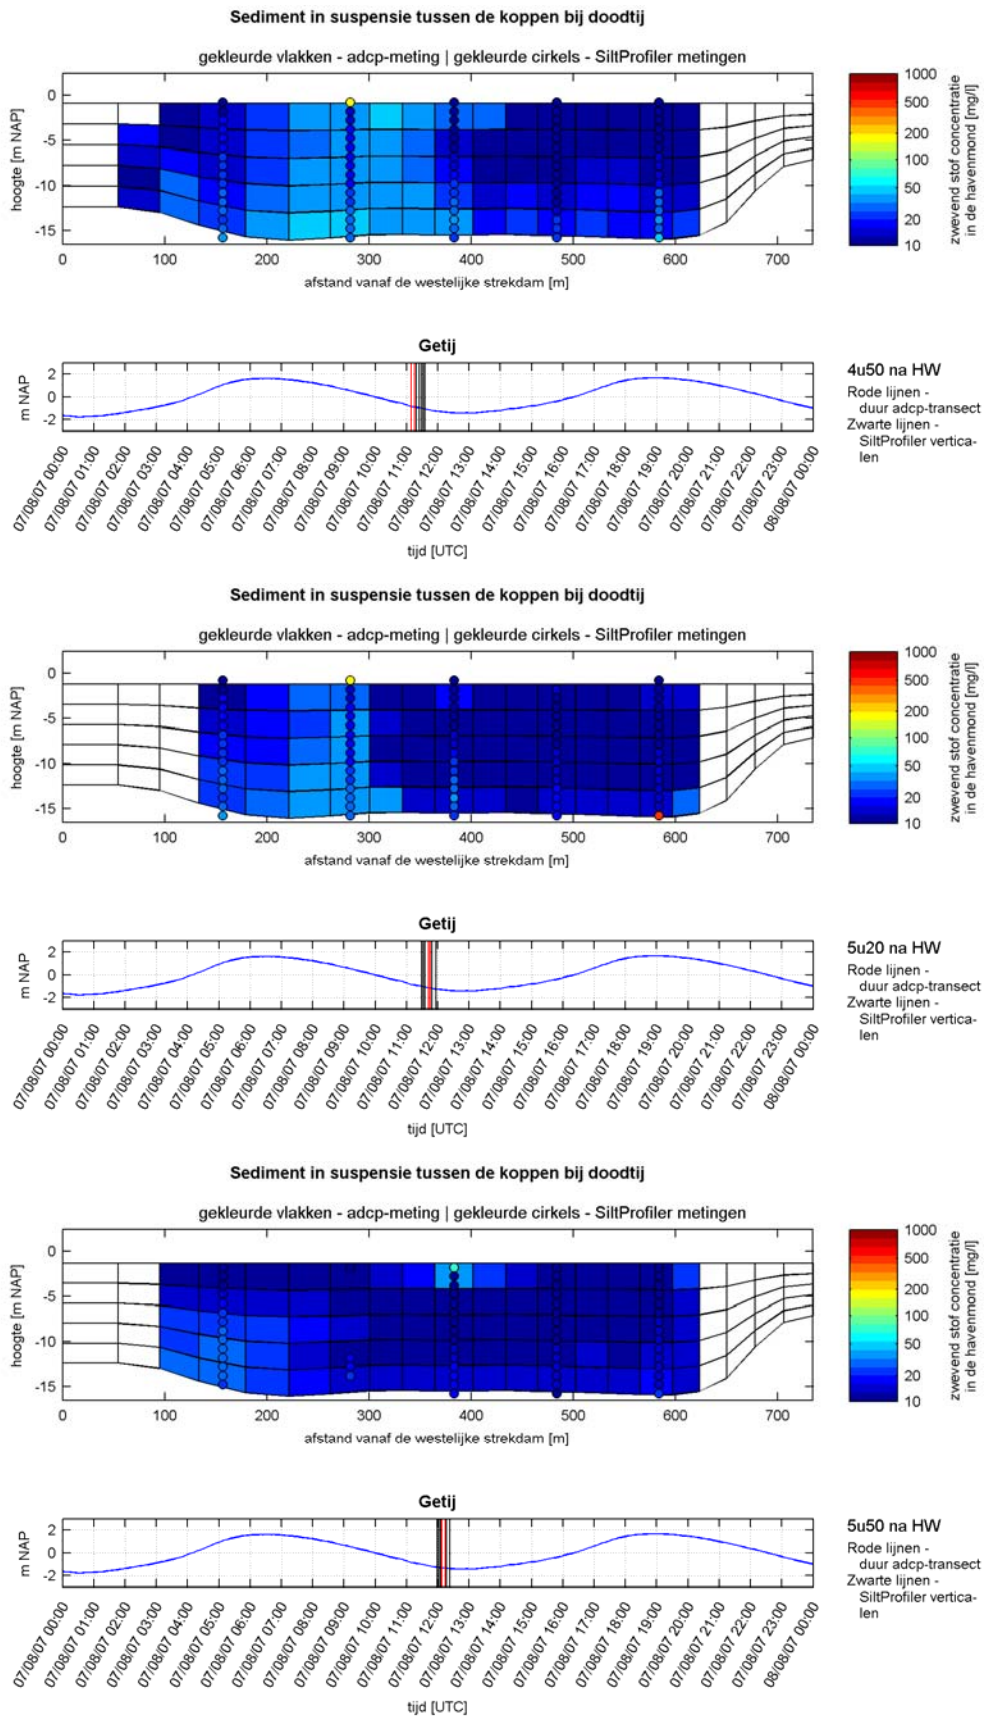 Sediment in suspensie tussen de koppen bij doodtij
gekleurde vlakken - adcp-meting | gekleurde cirkels - SiltProfiler metingen
hoogte [m NAP]
0
-5
-10
-15
0 100 200 300 400 500 600 700
afstand vanaf de westelijke strekdam [m]
1000
500
200
100
50
20
10
zwevend stof concentratie
in de havenmond [mg/l]
Getij
m NAP
2
0
-2
07/08/07 00:00 07/08/07 01:00 07/08/07 02:00 07/08/07 03:00 07/08/07 04:00 07/08/07 05:00 07/08/07 06:00 07/08/07 07:00 07/08/07 08:00 07/08/07 09:00 07/08/07 10:00 07/08/07 11:00 07/08/07 12:00 07/08/07 13:00 07/08/07 14:00 07/08/07 15:00 07/08/07 16:00 07/08/07 17:00 07/08/07 18:00 07/08/07 19:00 07/08/07 20:00 07/08/07 21:00 07/08/07 22:00 07/08/07 23:00 08/08/07 00:00
tijd [UTC]
4u50 na HW
Rode lijnen -
duur adcp-transect
Zwarte lijnen -
SiltProfiler vertica-
len
Sediment in suspensie tussen de koppen bij doodtij
gekleurde vlakken - adcp-meting | gekleurde cirkels - SiltProfiler metingen
hoogte [m NAP]
0
-5
-10
-15
0 100 200 300 400 500 600 700
afstand vanaf de westelijke strekdam [m]
1000
500
200
100
50
20
10
zwevend stof concentratie
in de havenmond [mg/l]
Getij
m NAP
2
0
-2
07/08/07 00:00 07/08/07 01:00 07/08/07 02:00 07/08/07 03:00 07/08/07 04:00 07/08/07 05:00 07/08/07 06:00 07/08/07 07:00 07/08/07 08:00 07/08/07 09:00 07/08/07 10:00 07/08/07 11:00 07/08/07 12:00 07/08/07 13:00 07/08/07 14:00 07/08/07 15:00 07/08/07 16:00 07/08/07 17:00 07/08/07 18:00 07/08/07 19:00 07/08/07 20:00 07/08/07 21:00 07/08/07 22:00 07/08/07 23:00 08/08/07 00:00
tijd [UTC]
5u20 na HW
Rode lijnen -
duur adcp-transect
Zwarte lijnen -
SiltProfiler vertica-
len
Sediment in suspensie tussen de koppen bij doodtij
gekleurde vlakken - adcp-meting | gekleurde cirkels - SiltProfiler metingen
hoogte [m NAP]
0
-5
-10
-15
0 100 200 300 400 500 600 700
afstand vanaf de westelijke strekdam [m]
1000
500
200
100
50
20
10
zwevend stof concentratie
in de havenmond [mg/l]
Getij
m NAP
2
0
-2
07/08/07 00:00 07/08/07 01:00 07/08/07 02:00 07/08/07 03:00 07/08/07 04:00 07/08/07 05:00 07/08/07 06:00 07/08/07 07:00 07/08/07 08:00 07/08/07 09:00 07/08/07 10:00 07/08/07 11:00 07/08/07 12:00 07/08/07 13:00 07/08/07 14:00 07/08/07 15:00 07/08/07 16:00 07/08/07 17:00 07/08/07 18:00 07/08/07 19:00 07/08/07 20:00 07/08/07 21:00 07/08/07 22:00 07/08/07 23:00 08/08/07 00:00
tijd [UTC]
5u50 na HW
Rode lijnen -
duur adcp-transect
Zwarte lijnen -
SiltProfiler vertica-
len